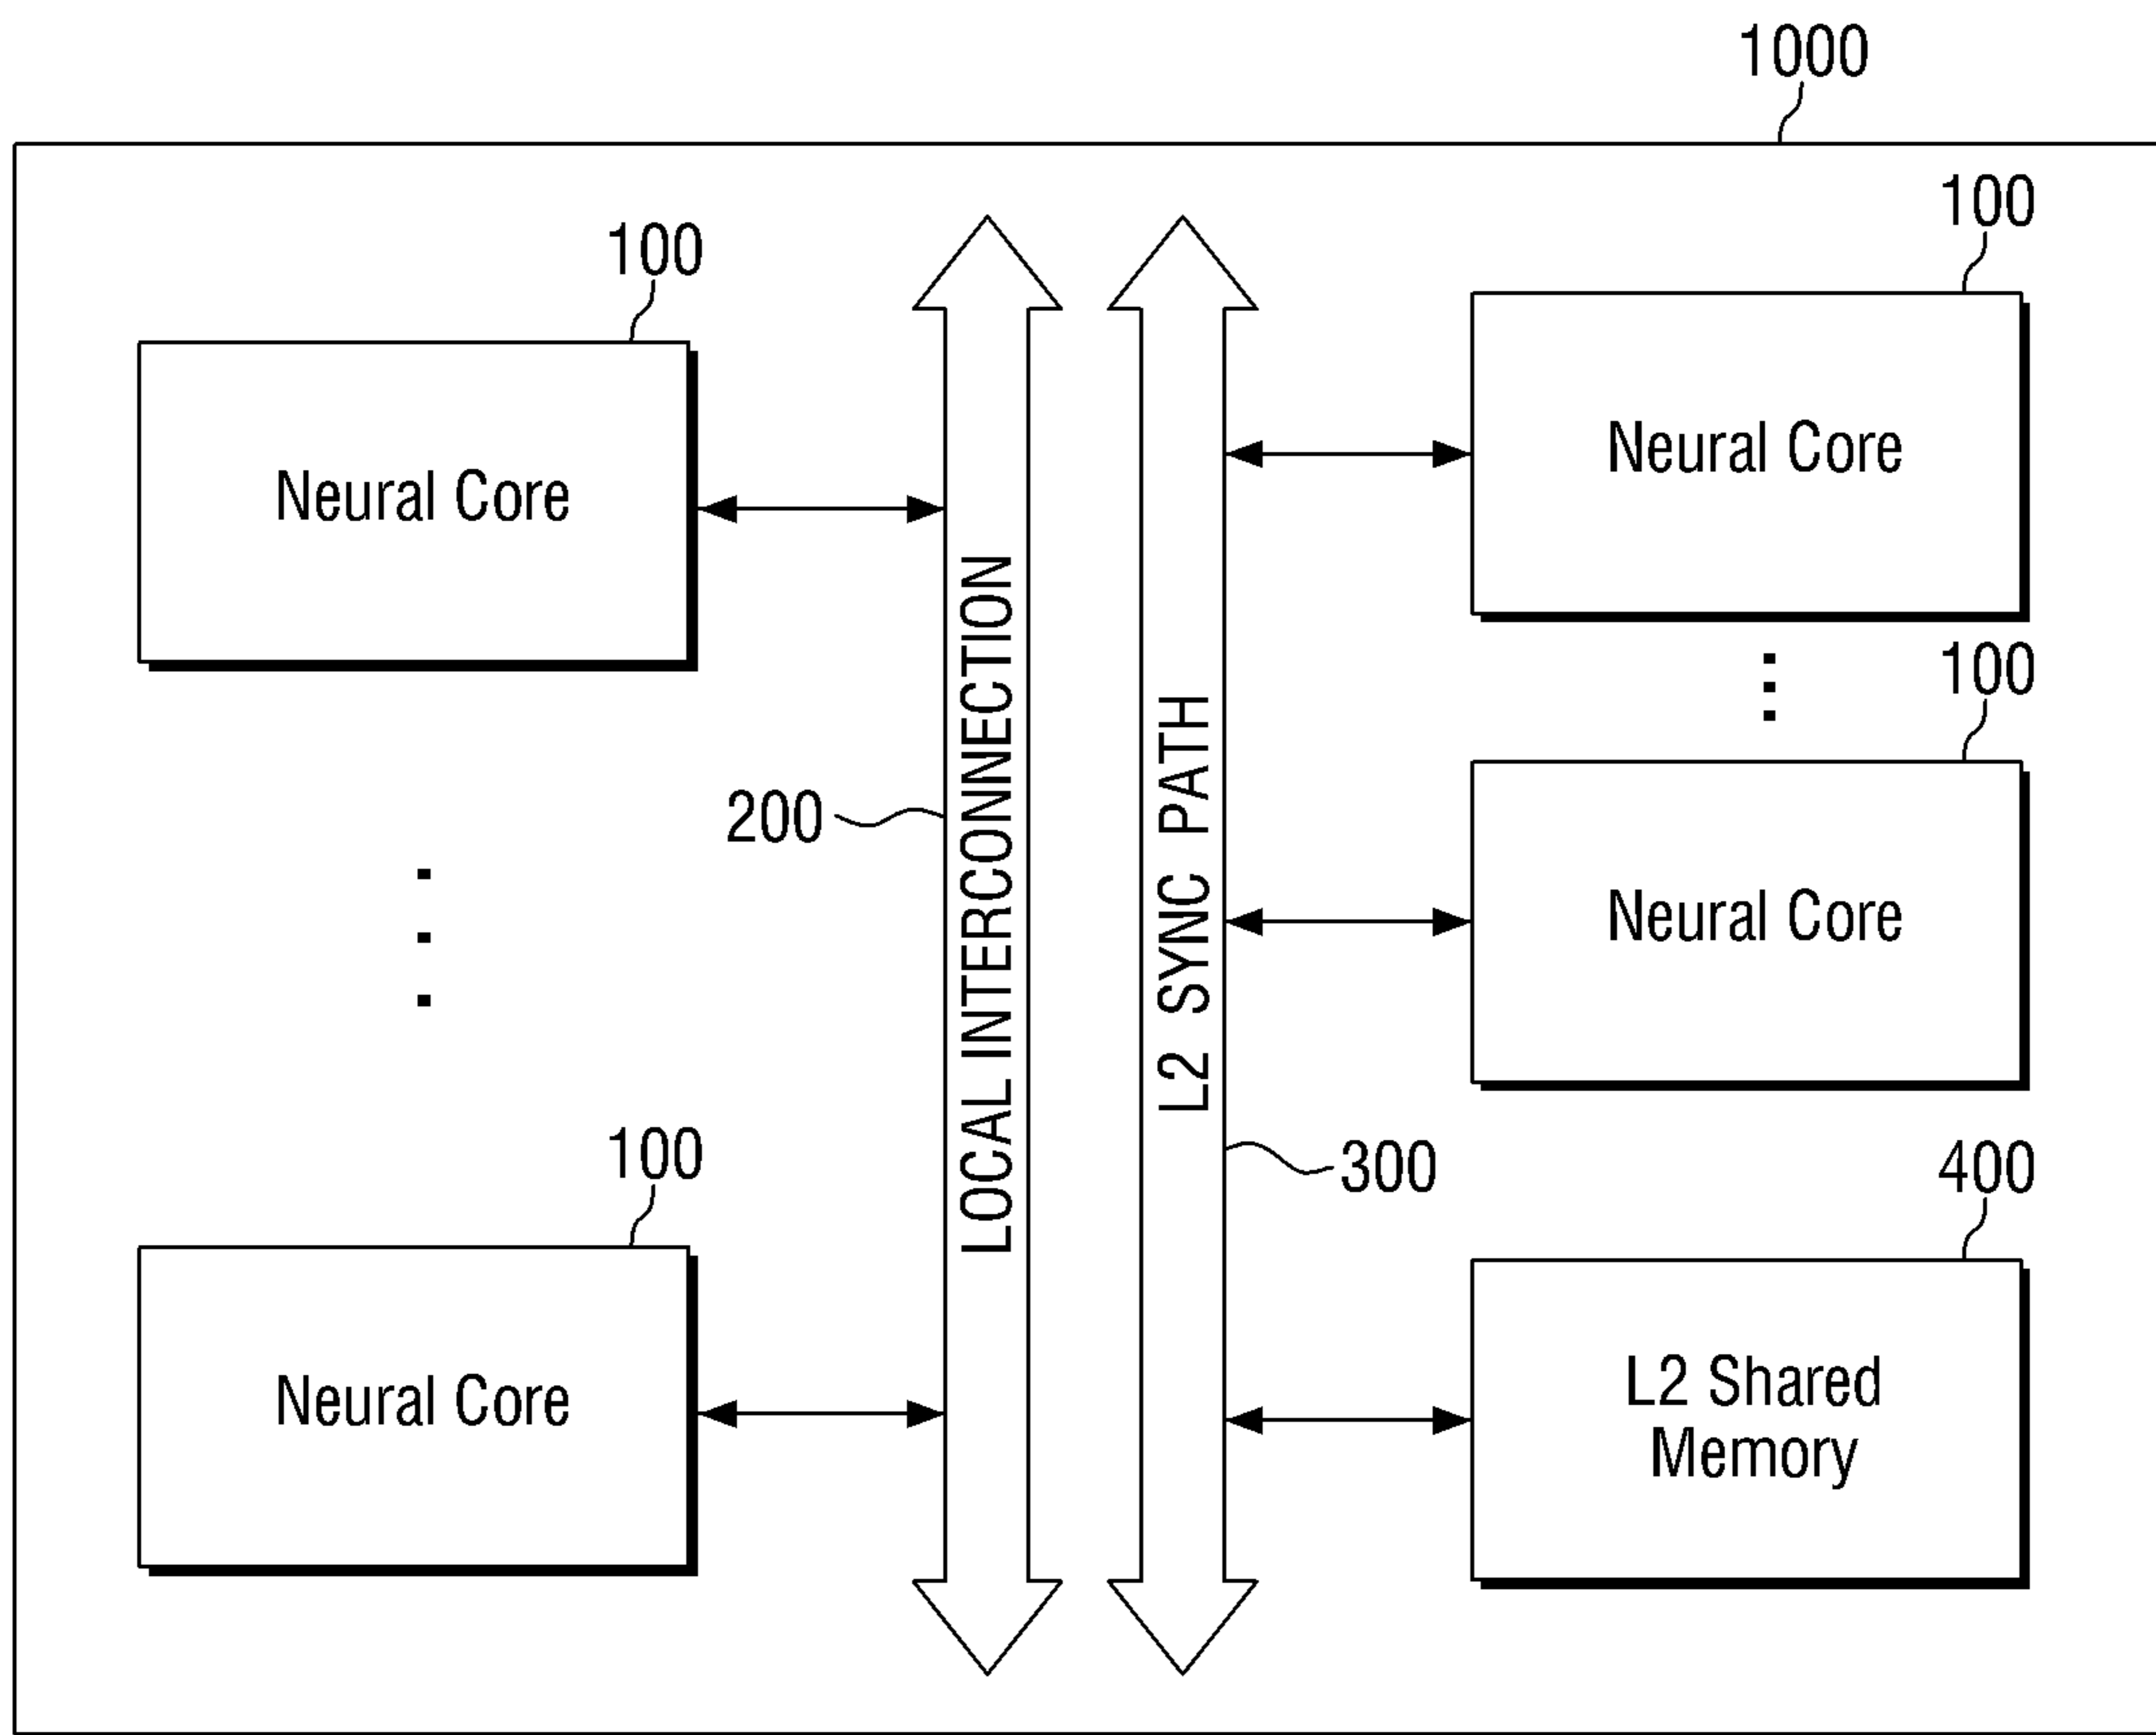 1000
100
Neural Core
100
Neural Core
LOCAL INTERCONNECTION
200
L2 SYNC PATH
300
100
Neural Core
100
Neural Core
400
L2 Shared
Memory